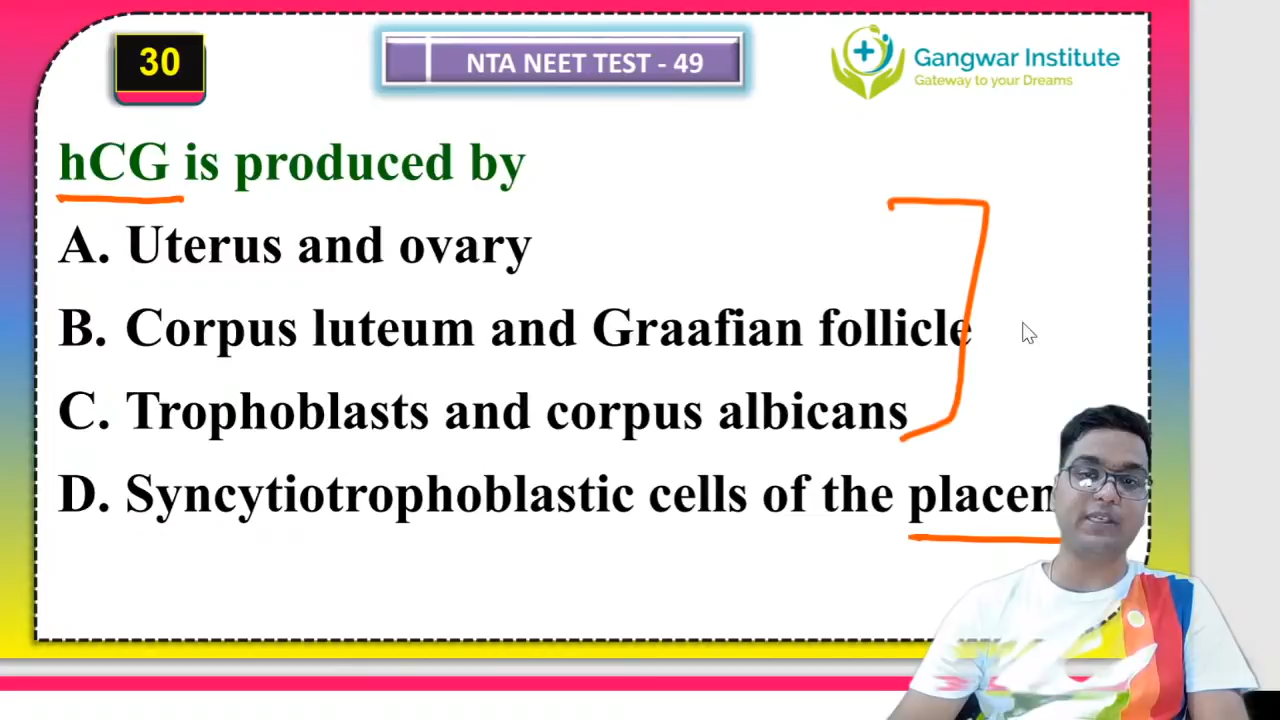 30
NTA NEET TEST - 49
Gangwar Institute
Gateway to your Dreams
hCG is produced by
A. Uterus and ovary
B. Corpus luteum and Graafian follicle
C. Trophoblasts and corpus albicans
D. Syncytiotrophoblastic cells of the